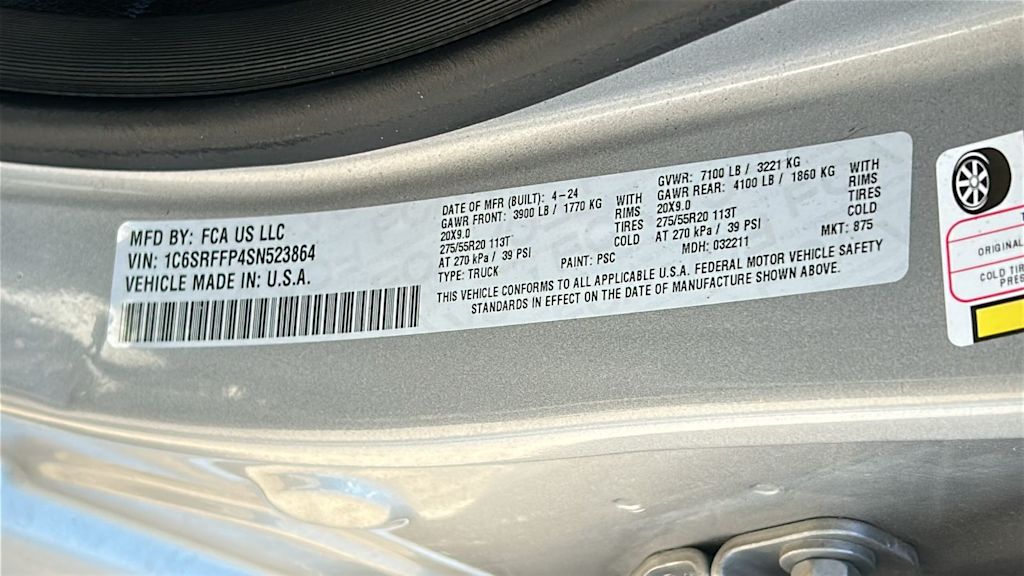 MFD BY: FCA US LLC
VIN: 1C6SRFFP4SN523864
VEHICLE MADE IN: U.S.A.
DATE OF MFR (BUILT): 4-24
GAWR FRONT: 3900 LB / 1770 KG WITH
20X9.0 RIMS
275/55R20 113T TIRES
AT 270 kPa / 39 PSI COLD
TYPE: TRUCK
PAINT: PSC
GVWR: 7100 LB / 3221 KG
GAWR REAR: 4100 LB / 1860 KG WITH
20X9.0 RIMS
275/55R20 113T TIRES
AT 270 kPa / 39 PSI COLD
MDH: 032211
MKT: 875
THIS VEHICLE CONFORMS TO ALL APPLICABLE U.S.A. FEDERAL MOTOR VEHICLE SAFETY
STANDARDS IN EFFECT ON THE DATE OF MANUFACTURE SHOWN ABOVE.
ORIGINAL
COLD